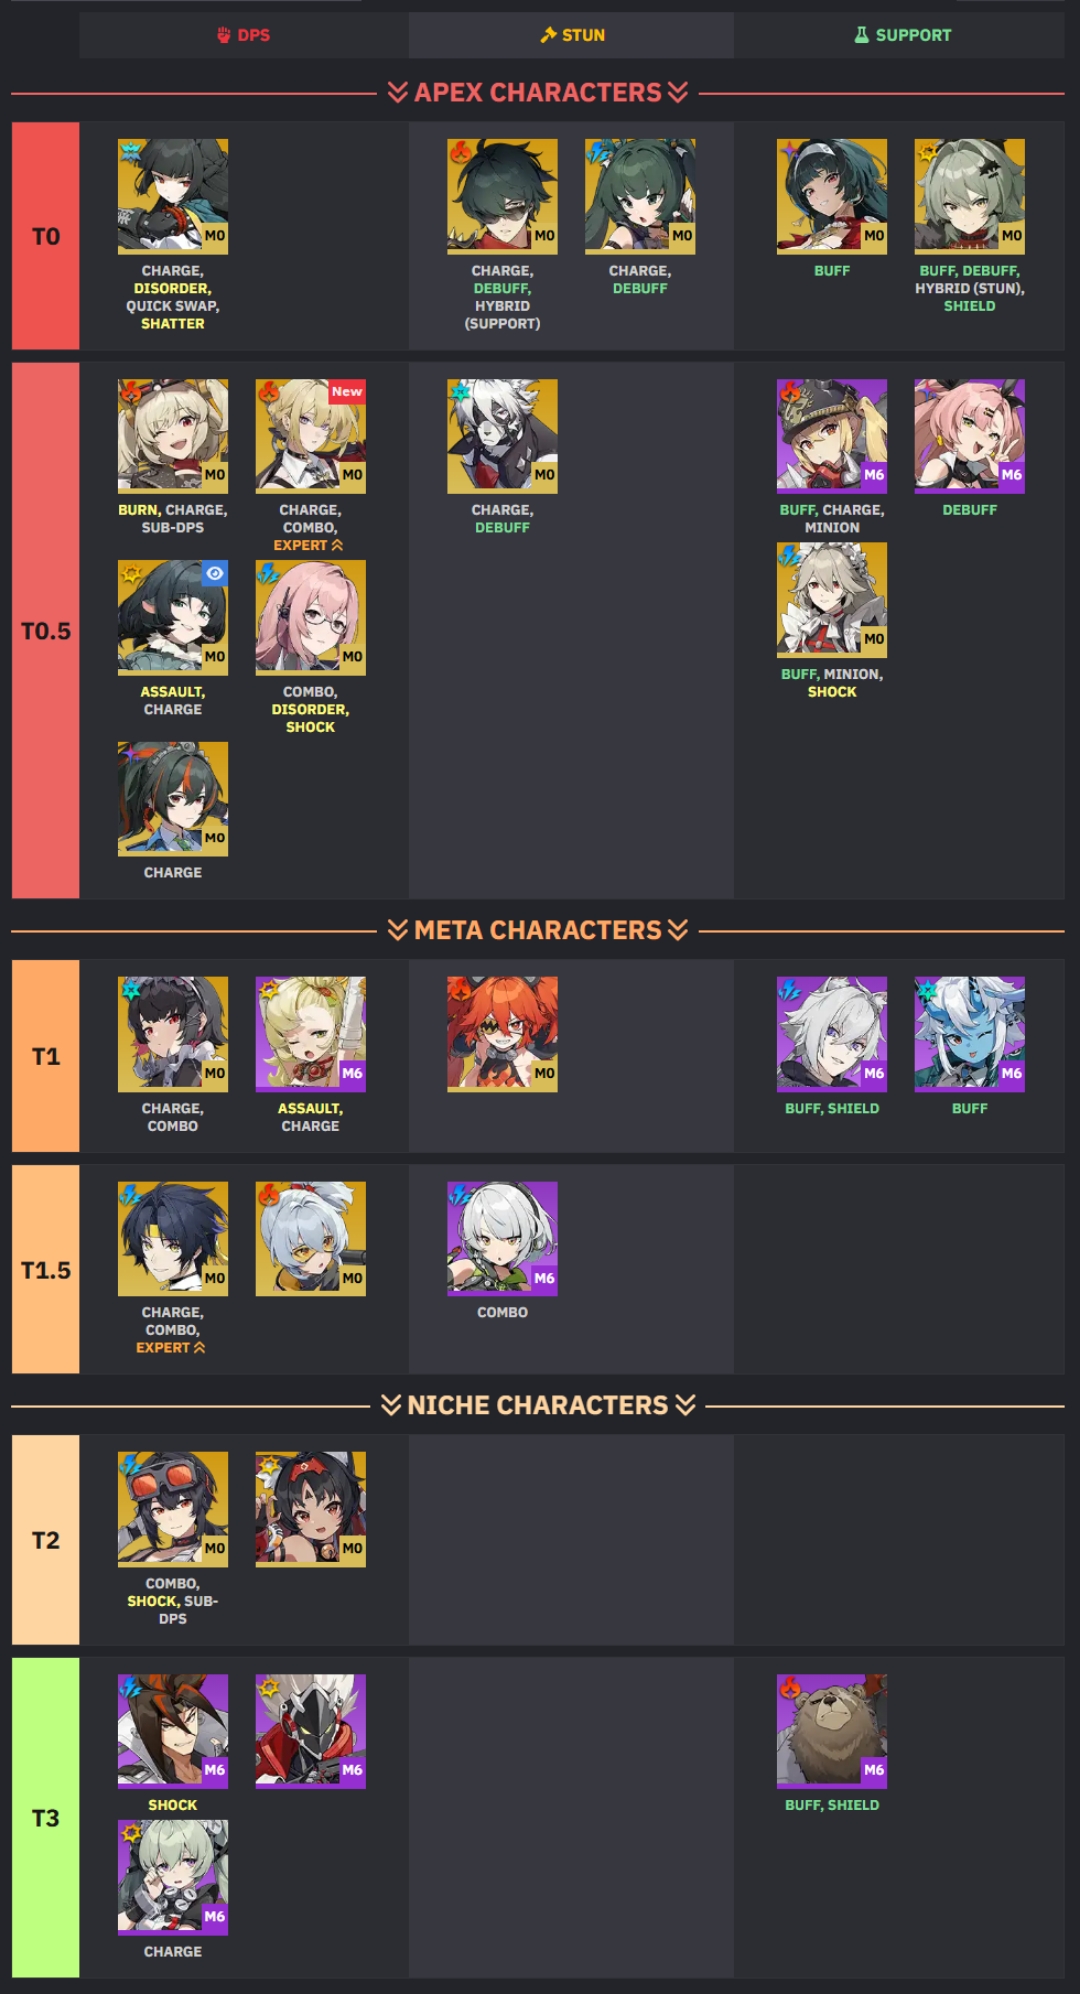 DPS
STUN
SUPPORT
APEX CHARACTERS
T0
M0
CHARGE,
DISORDER,
QUICK SWAP,
SHATTER
M0
CHARGE,
DEBUFF,
HYBRID
(SUPPORT)
M0
CHARGE,
DEBUFF
M0
BUFF
M0
BUFF, DEBUFF,
HYBRID (STUN),
SHIELD
T0.5
M0
BURN, CHARGE,
SUB-DPS
New
M0
CHARGE,
COMBO,
EXPERT
M0
ASSAULT,
CHARGE
M0
COMBO,
DISORDER,
SHOCK
M0
CHARGE
M0
CHARGE,
DEBUFF
M6
BUFF, CHARGE,
MINION
M6
DEBUFF
M0
BUFF, MINION,
SHOCK
META CHARACTERS
T1
M0
CHARGE,
COMBO
M6
ASSAULT,
CHARGE
M0
M6
BUFF, SHIELD
M6
BUFF
T1.5
M0
CHARGE,
COMBO,
EXPERT
M0
M6
COMBO
NICHE CHARACTERS
T2
M0
COMBO,
SHOCK, SUB-
DPS
M0
T3
M6
SHOCK
M6
M6
CHARGE
M6
BUFF, SHIELD